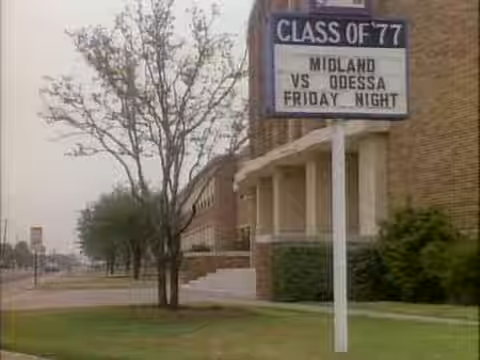 CLASS OF '77
MIDLAND
VS ODESSA
FRIDAY NIGHT